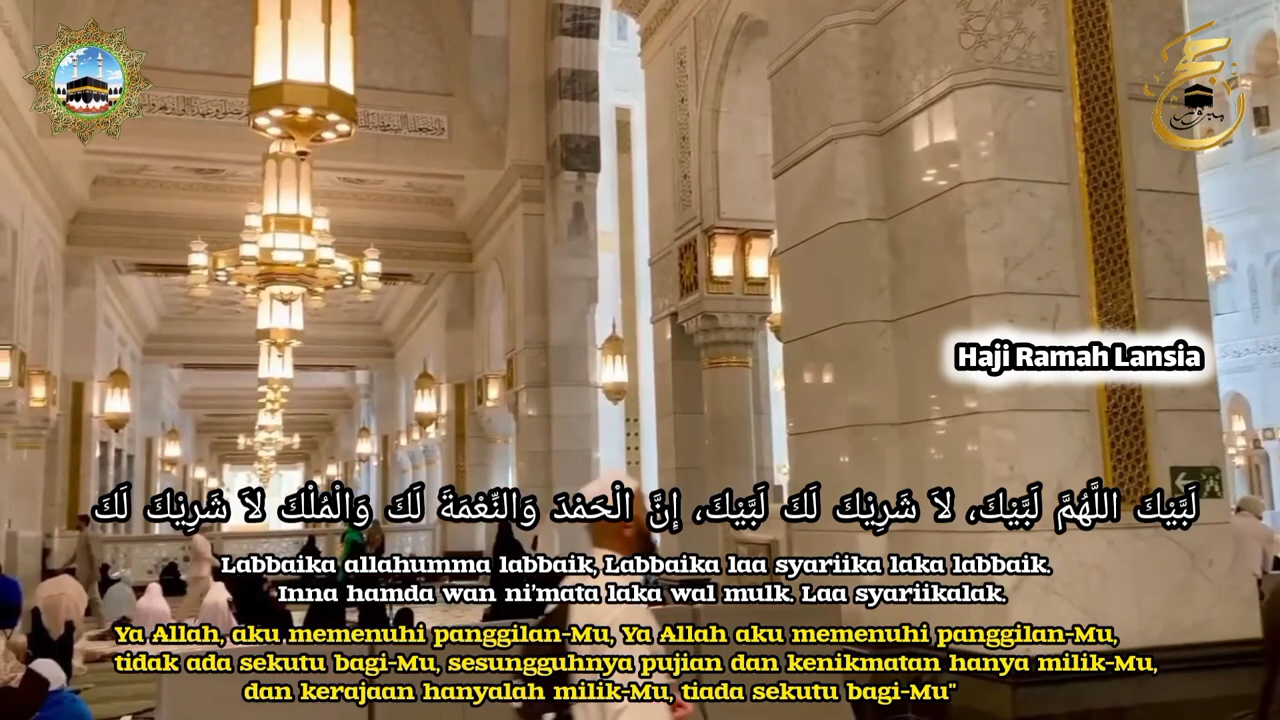 Haji Ramah Lansia
لَبَّيْكَ اللَّهُمَّ لَبَّيْكَ، لاَ شَرِيْكَ لَكَ لَبَّيْكَ، إِنَّ الْحَمْدَ وَالنِّعْمَةَ لَكَ وَالْمُلْكَ لاَ شَرِيْكَ لَكَ
Labbaika allahumma labbaik, Labbaika laa syariika laka labbaik.
Inna hamda wan ni'mata laka wal mulk. Laa syariikalak.
Ya Allah, aku memenuhi panggilan-Mu, Ya Allah aku memenuhi panggilan-Mu,
tidak ada sekutu bagi-Mu, sesungguhnya pujian dan kenikmatan hanya milik-Mu,
dan kerajaan hanyalah milik-Mu, tiada sekutu bagi-Mu"